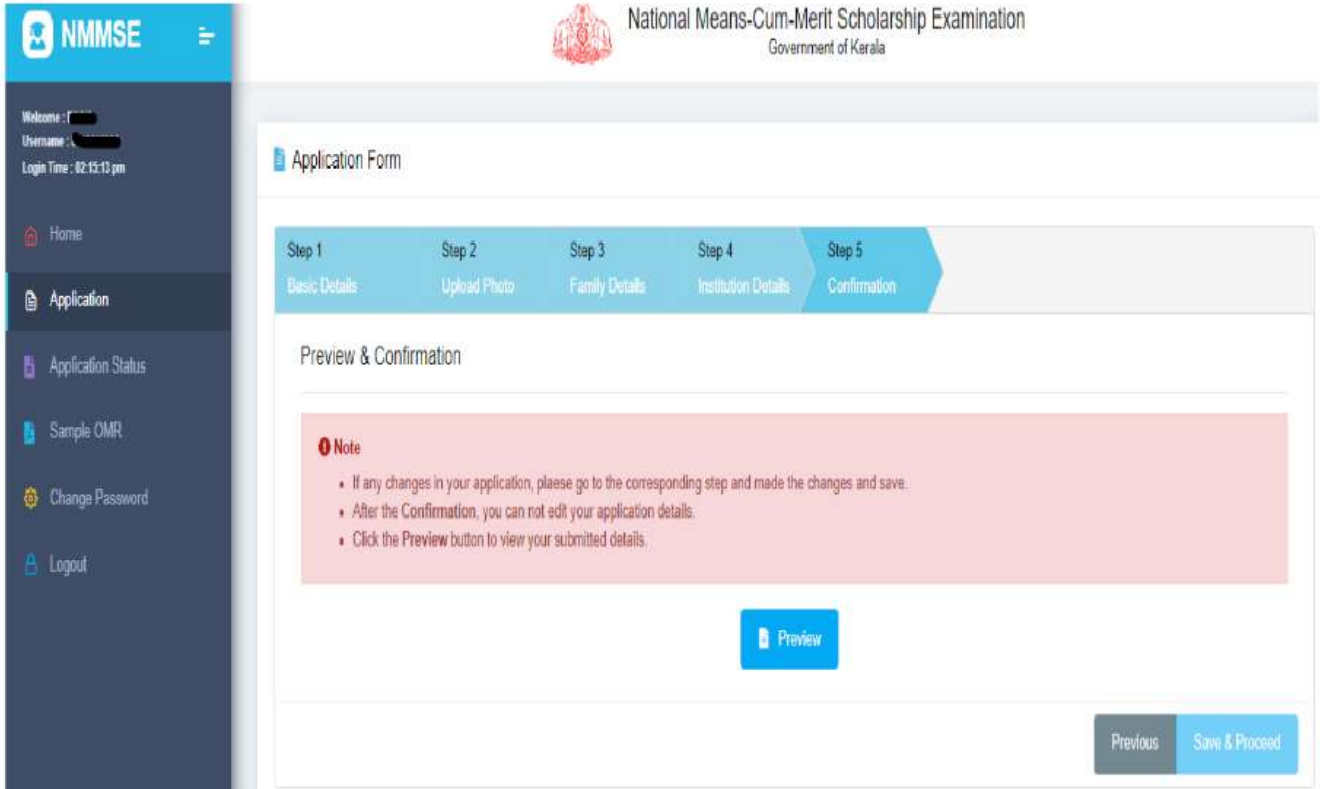 NMMSE
National Means-Cum-Merit Scholarship Examination
Government of Kerala
Welcome :
Username :
Login Time : 02:15:13 pm
Home
Application
Application Status
Sample OMR
Change Password
Logout
Application Form
Step 1
Basic Details
Step 2
Upload Photo
Step 3
Family Details
Step 4
Institution Details
Step 5
Confirmation
Preview & Confirmation
Note
If any changes in your application, plaese go to the corresponding step and made the changes and save.
After the Confirmation, you can not edit your application details.
Click the Preview button to view your submitted details.
Preview
Previous
Save & Proceed